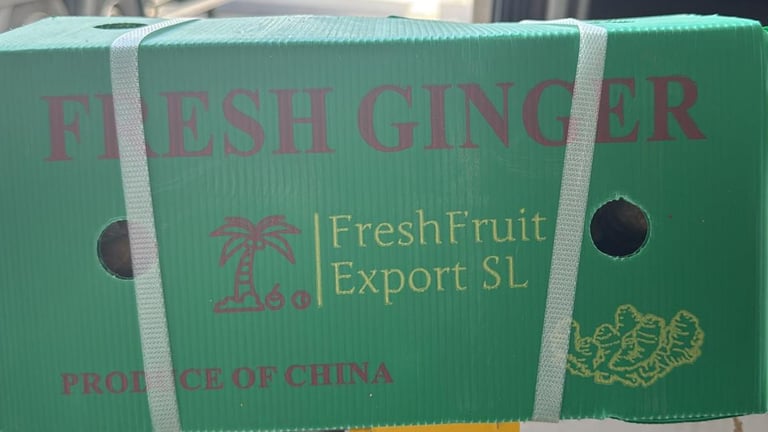 FRESH GINGER
FreshFruit
Export SL
PRODUCE OF CHINA